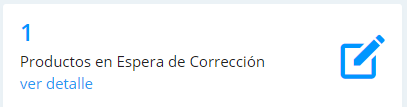 1
Productos en Espera de Corrección
ver detalle